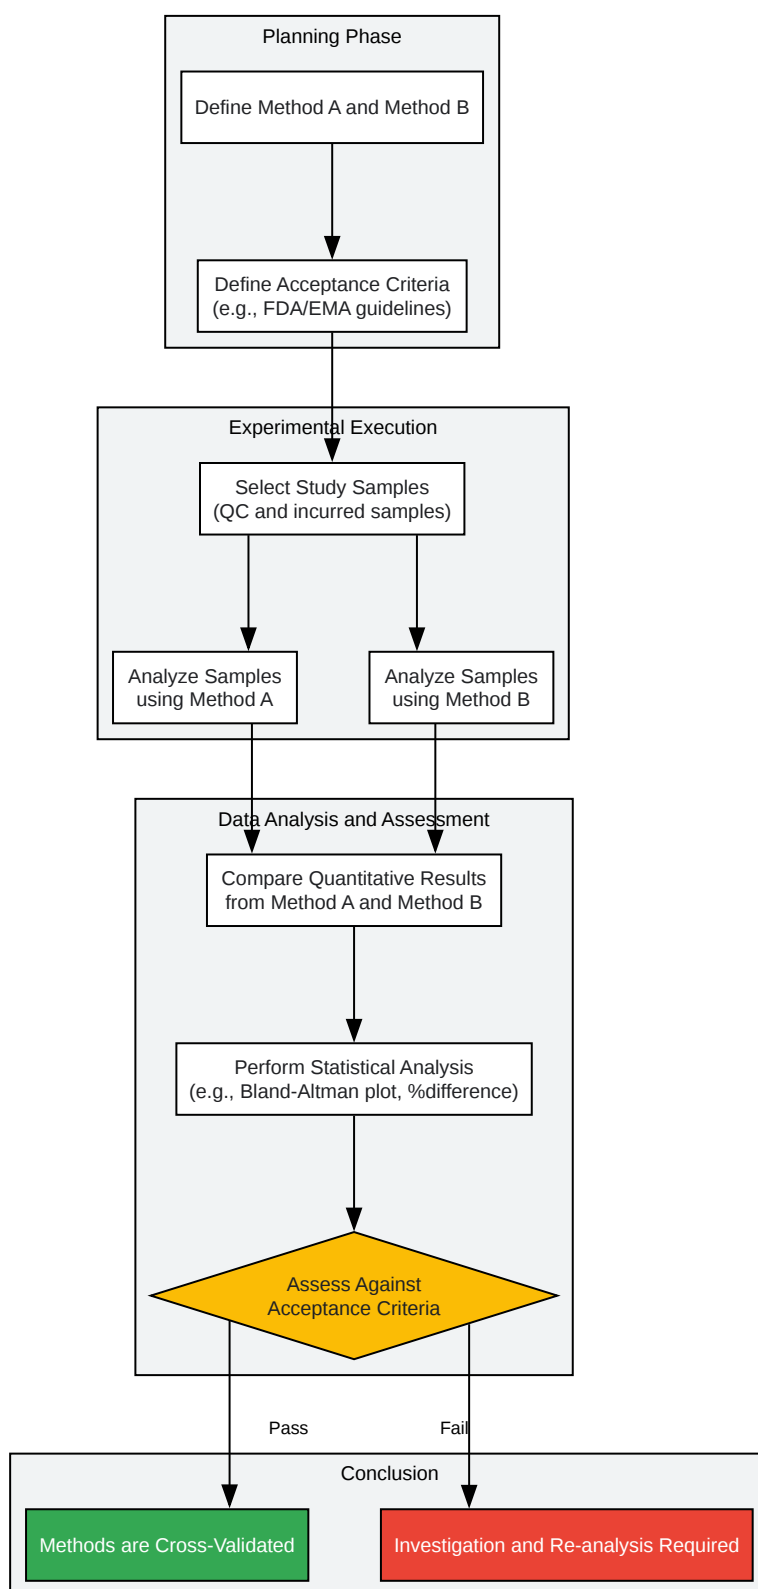 Planning Phase
Define Method A and Method B
Define Acceptance Criteria
(e.g., FDA/EMA guidelines)
Experimental Execution
Select Study Samples
(QC and incurred samples)
Analyze Samples
using Method A
Analyze Samples
using Method B
Data Analysis and Assessment
Compare Quantitative Results
from Method A and Method B
Perform Statistical Analysis
(e.g., Bland-Altman plot, %difference)
Assess Against
Acceptance Criteria
Pass
Fail
Conclusion
Methods are Cross-Validated
Investigation and Re-analysis Required